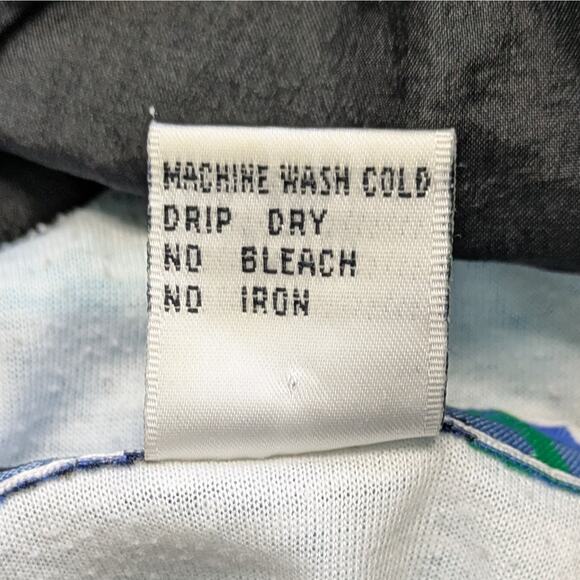 MACHINE WASH COLD
DRIP DRY
NO BLEACH
NO IRON